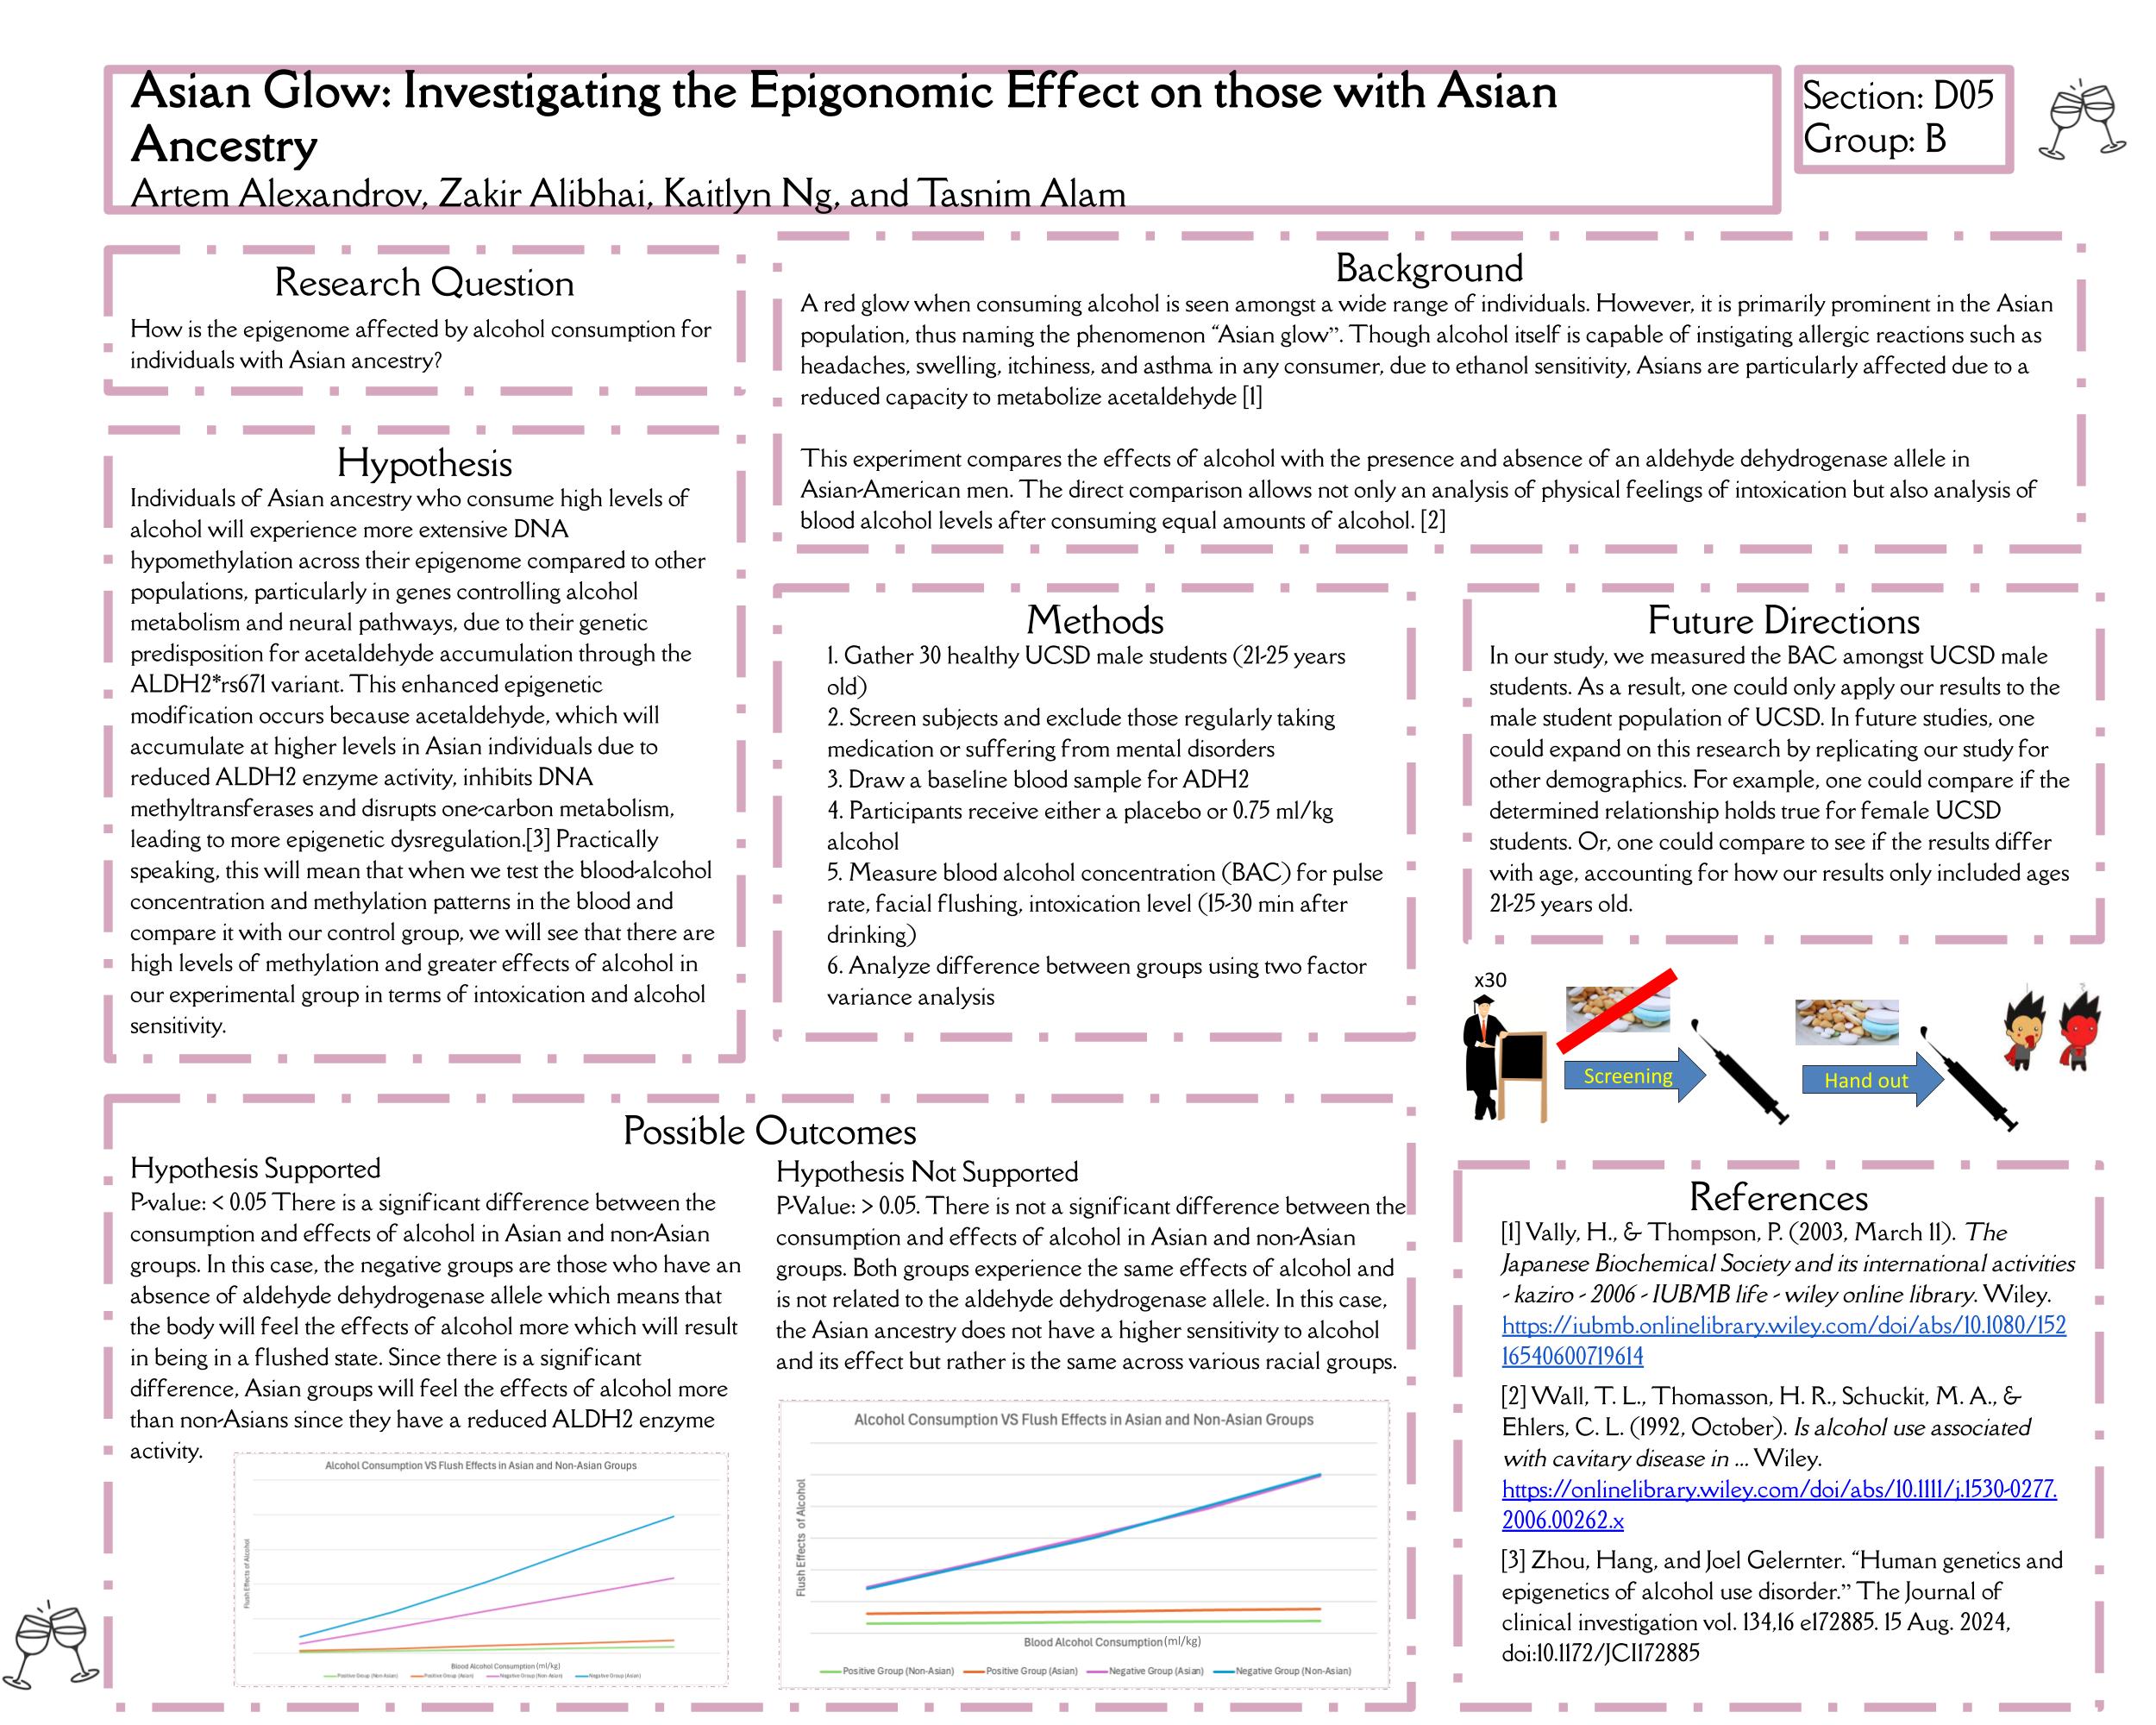 Asian Glow: Investigating the Epigonomic Effect on those with Asian
Ancestry
Artem Alexandrov, Zakir Alibhai, Kaitlyn Ng, and Tasnim Alam
Section: D05
Group: B
Research Question
How is the epigenome affected by alcohol consumption for
individuals with Asian ancestry?
Background
A red glow when consuming alcohol is seen amongst a wide range of individuals. However, it is primarily prominent in the Asian
population, thus naming the phenomenon “Asian glow”. Though alcohol itself is capable of instigating allergic reactions such as
headaches, swelling, itchiness, and asthma in any consumer, due to ethanol sensitivity, Asians are particularly affected due to a
reduced capacity to metabolize acetaldehyde [1]
This experiment compares the effects of alcohol with the presence and absence of an aldehyde dehydrogenase allele in
Asian-American men. The direct comparison allows not only an analysis of physical feelings of intoxication but also analysis of
blood alcohol levels after consuming equal amounts of alcohol. [2]
Hypothesis
Individuals of Asian ancestry who consume high levels of
alcohol will experience more extensive DNA
hypomethylation across their epigenome compared to other
populations, particularly in genes controlling alcohol
metabolism and neural pathways, due to their genetic
predisposition for acetaldehyde accumulation through the
ALDH2*rs671 variant. This enhanced epigenetic
modification occurs because acetaldehyde, which will
accumulate at higher levels in Asian individuals due to
reduced ALDH2 enzyme activity, inhibits DNA
methyltransferases and disrupts one-carbon metabolism,
leading to more epigenetic dysregulation.[3] Practically
speaking, this will mean that when we test the blood-alcohol
concentration and methylation patterns in the blood and
compare it with our control group, we will see that there are
high levels of methylation and greater effects of alcohol in
our experimental group in terms of intoxication and alcohol
sensitivity.
Methods
1. Gather 30 healthy UCSD male students (21-25 years
old)
2. Screen subjects and exclude those regularly taking
medication or suffering from mental disorders
3. Draw a baseline blood sample for ADH2
4. Participants receive either a placebo or 0.75 ml/kg
alcohol
5. Measure blood alcohol concentration (BAC) for pulse
rate, facial flushing, intoxication level (15-30 min after
drinking)
6. Analyze difference between groups using two factor
variance analysis
Future Directions
In our study, we measured the BAC amongst UCSD male
students. As a result, one could only apply our results to the
male student population of UCSD. In future studies, one
could expand on this research by replicating our study for
other demographics. For example, one could compare if the
determined relationship holds true for female UCSD
students. Or, one could compare to see if the results differ
with age, accounting for how our results only included ages
21-25 years old.
x30
Screening
Hand out
Possible Outcomes
Hypothesis Supported
P-value: < 0.05 There is a significant difference between the
consumption and effects of alcohol in Asian and non-Asian
groups. In this case, the negative groups are those who have an
absence of aldehyde dehydrogenase allele which means that
the body will feel the effects of alcohol more which will result
in being in a flushed state. Since there is a significant
difference, Asian groups will feel the effects of alcohol more
than non-Asians since they have a reduced ALDH2 enzyme
activity.
Alcohol Consumption VS Flush Effects in Asian and Non-Asian Groups
Flush Effects of Alcohol
Blood Alcohol Consumption (ml/kg)
Positive Group (Non-Asian) Positive Group (Asian) Negative Group (Non-Asian) Negative Group (Asian)
Hypothesis Not Supported
P-Value: > 0.05. There is not a significant difference between the
consumption and effects of alcohol in Asian and non-Asian
groups. Both groups experience the same effects of alcohol and
is not related to the aldehyde dehydrogenase allele. In this case,
the Asian ancestry does not have a higher sensitivity to alcohol
and its effect but rather is the same across various racial groups.
Alcohol Consumption VS Flush Effects in Asian and Non-Asian Groups
Flush Effects of Alcohol
Blood Alcohol Consumption (ml/kg)
Positive Group (Non-Asian) Positive Group (Asian) Negative Group (Asian) Negative Group (Non-Asian)
References
[1] Vally, H., & Thompson, P. (2003, March 11). The
Japanese Biochemical Society and its international activities
- kaziro - 2006 - IUBMB life - wiley online library. Wiley.
https://iubmb.onlinelibrary.wiley.com/doi/abs/10.1080/152
16540600719614
[2] Wall, T. L., Thomasson, H. R., Schuckit, M. A., &
Ehlers, C. L. (1992, October). Is alcohol use associated
with cavitary disease in ... Wiley.
https://onlinelibrary.wiley.com/doi/abs/10.1111/j.1530-0277.
2006.00262.x
[3] Zhou, Hang, and Joel Gelernter. “Human genetics and
epigenetics of alcohol use disorder.” The Journal of
clinical investigation vol. 134,16 e172885. 15 Aug. 2024,
doi:10.1172/JCI172885